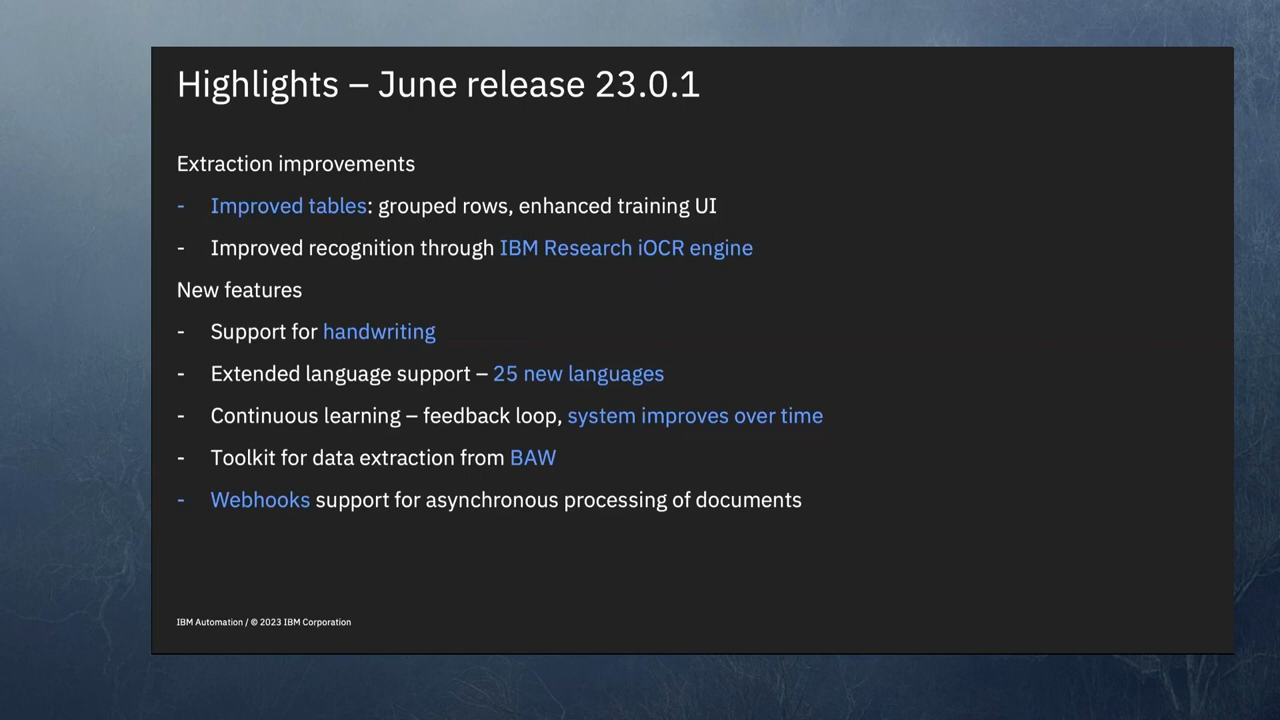 Highlights – June release 23.0.1
Extraction improvements
- Improved tables: grouped rows, enhanced training UI
- Improved recognition through IBM Research iOCR engine
New features
- Support for handwriting
- Extended language support – 25 new languages
- Continuous learning – feedback loop, system improves over time
- Toolkit for data extraction from BAW
- Webhooks support for asynchronous processing of documents
IBM Automation / © 2023 IBM Corporation